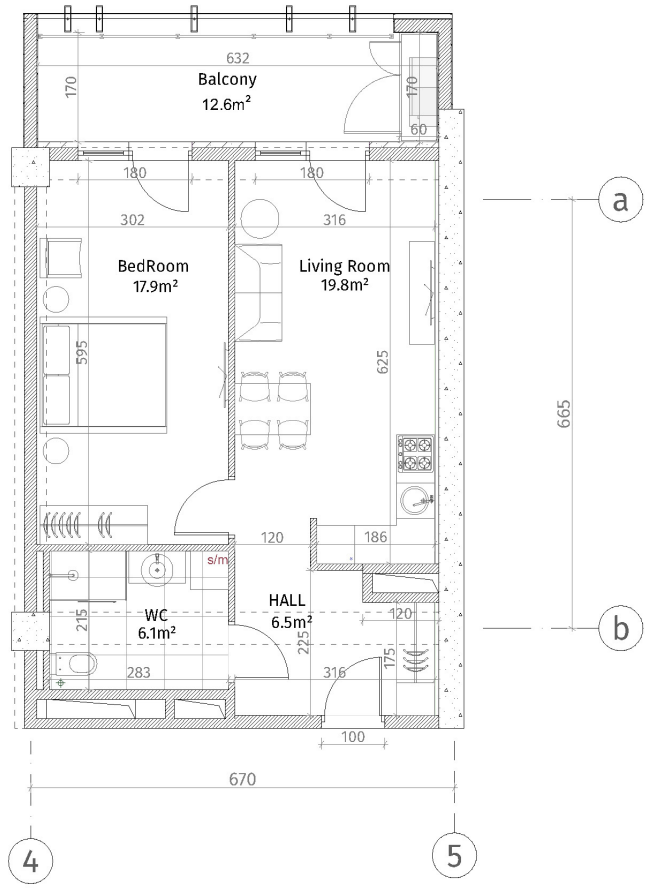 632
Balcony
12.6m²
170
170
60
180
180
a
302
316
BedRoom
17.9m²
Living Room
19.8m²
595
625
665
120
186
s/m
HALL
6.5m²
WC
6.1m²
215
120
b
225
175
283
316
100
670
4
5